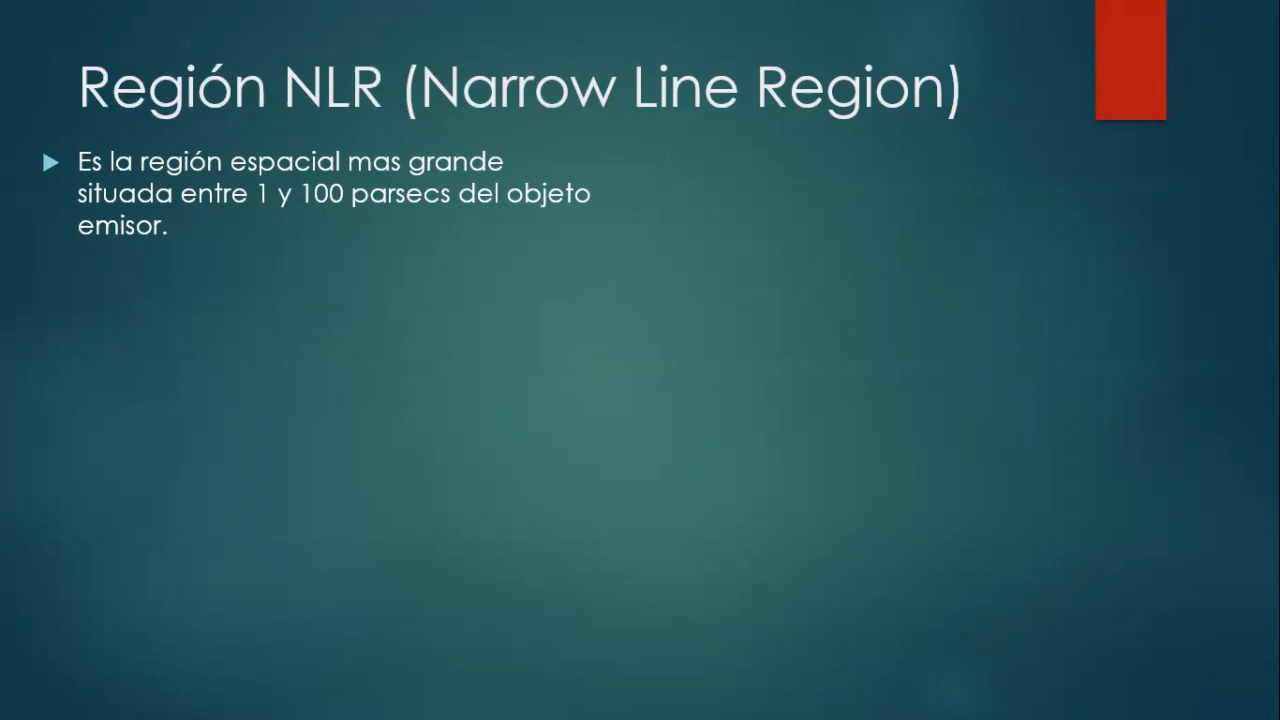 Región NLR (Narrow Line Region)
Es la región espacial mas grande
situada entre 1 y 100 parsecs del objeto
emisor.